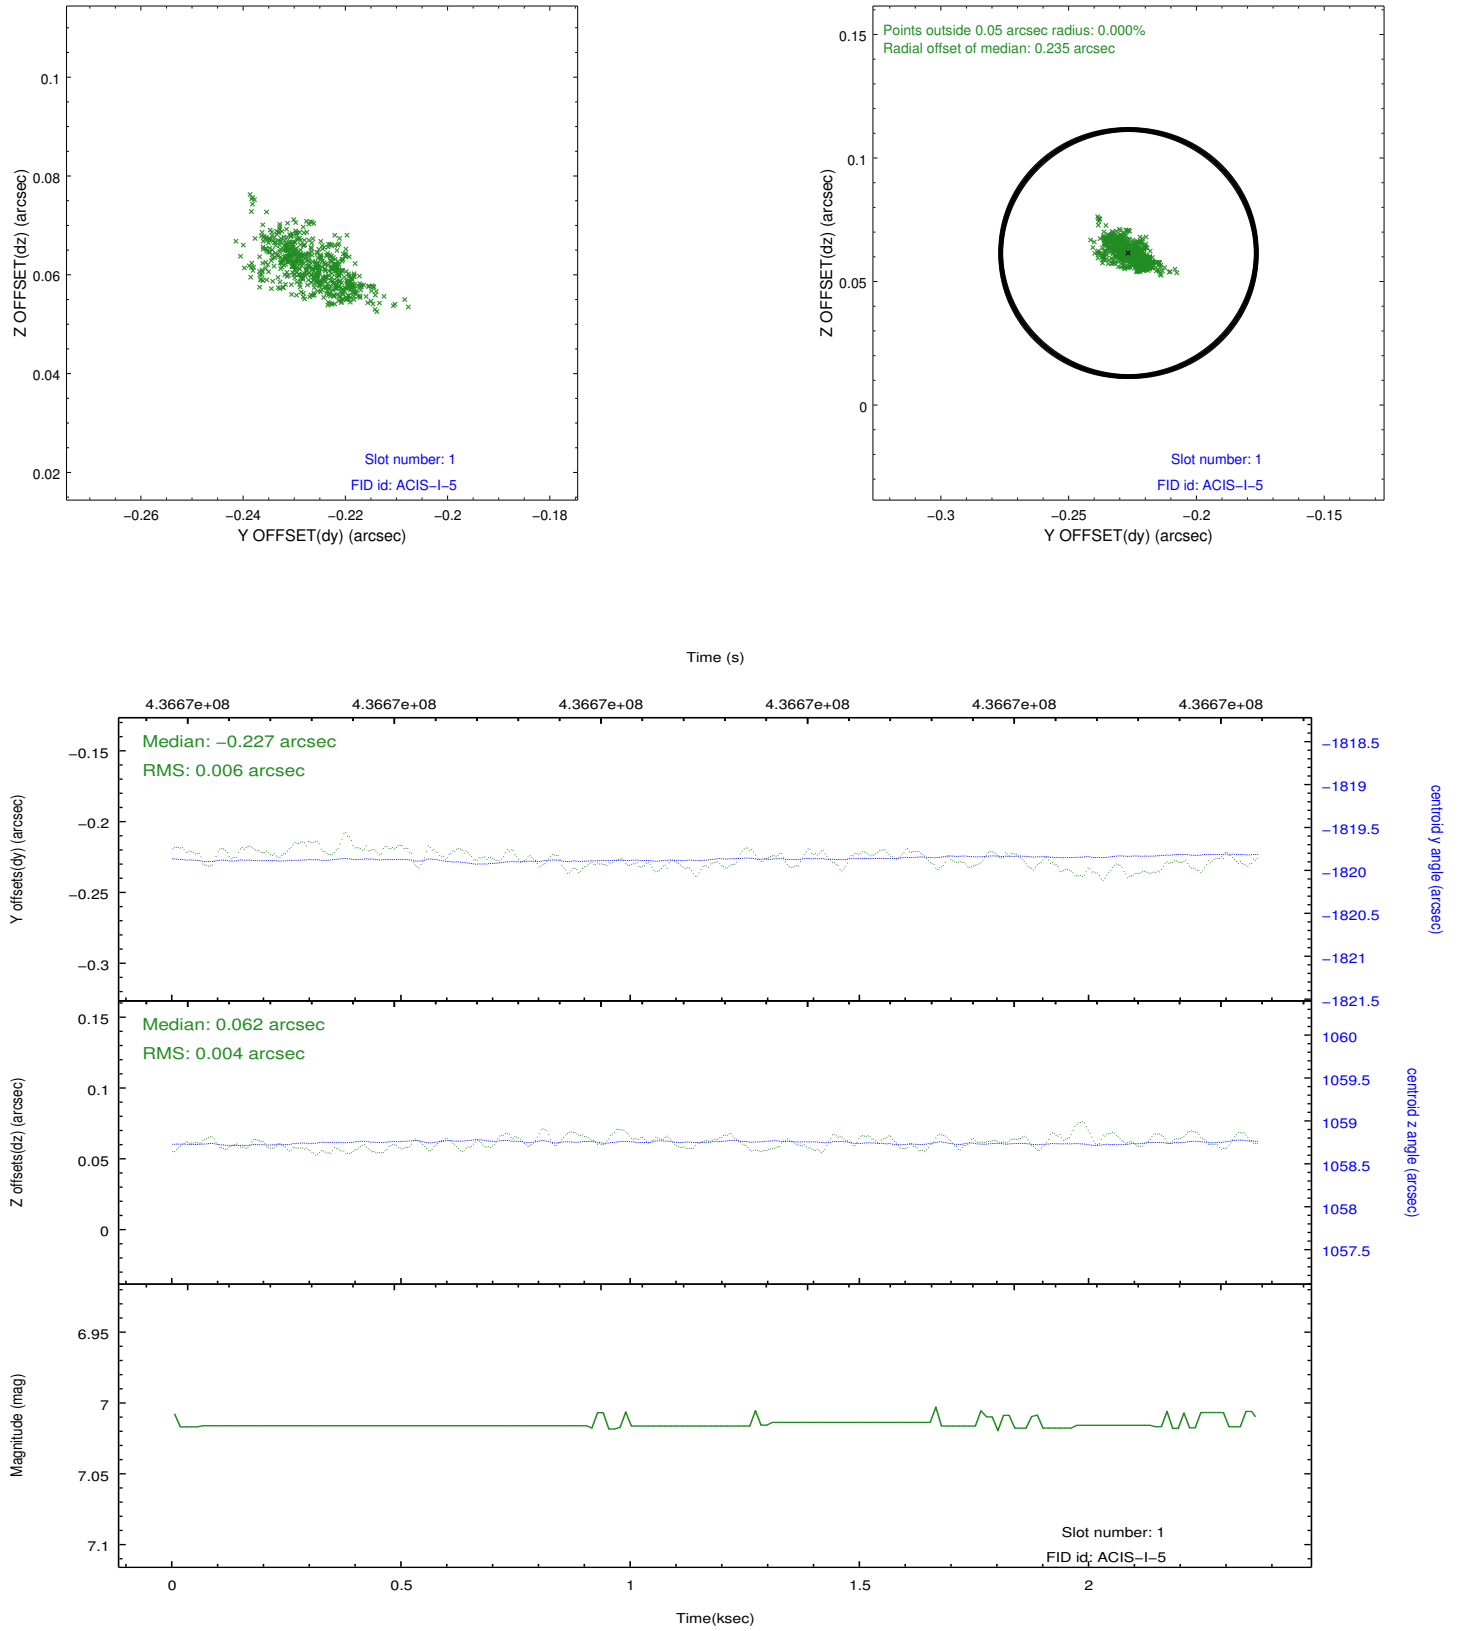 0.1
0.08
0.06
0.04
0.02
Z OFFSET(dz) (arcsec)
Slot number: 1
FID id: ACIS−I−5
−0.26 −0.24 −0.22 −0.2 −0.18
Y OFFSET(dy) (arcsec)
Points outside 0.05 arcsec radius: 0.000%
Radial offset of median: 0.235 arcsec
0.15
0.1
0.05
0
Z OFFSET(dz) (arcsec)
Slot number: 1
FID id: ACIS−I−5
−0.3 −0.25 −0.2 −0.15
Y OFFSET(dy) (arcsec)
Time (s)
4.3667e+08 4.3667e+08 4.3667e+08 4.3667e+08 4.3667e+08 4.3667e+08
Median: −0.227 arcsec
RMS: 0.006 arcsec
−0.15
−0.2
−0.25
−0.3
Y offsets(dy) (arcsec)
−1818.5
−1819
−1819.5
−1820
−1820.5
−1821
−1821.5
centroid y angle (arcsec)
Median: 0.062 arcsec
RMS: 0.004 arcsec
0.15
0.1
0.05
0
Z offsets(dz) (arcsec)
1060
1059.5
1059
1058.5
1058
1057.5
centroid z angle (arcsec)
6.95
7
7.05
7.1
Magnitude (mag)
Slot number: 1
FID id: ACIS−I−5
0 0.5 1 1.5 2
Time(ksec)